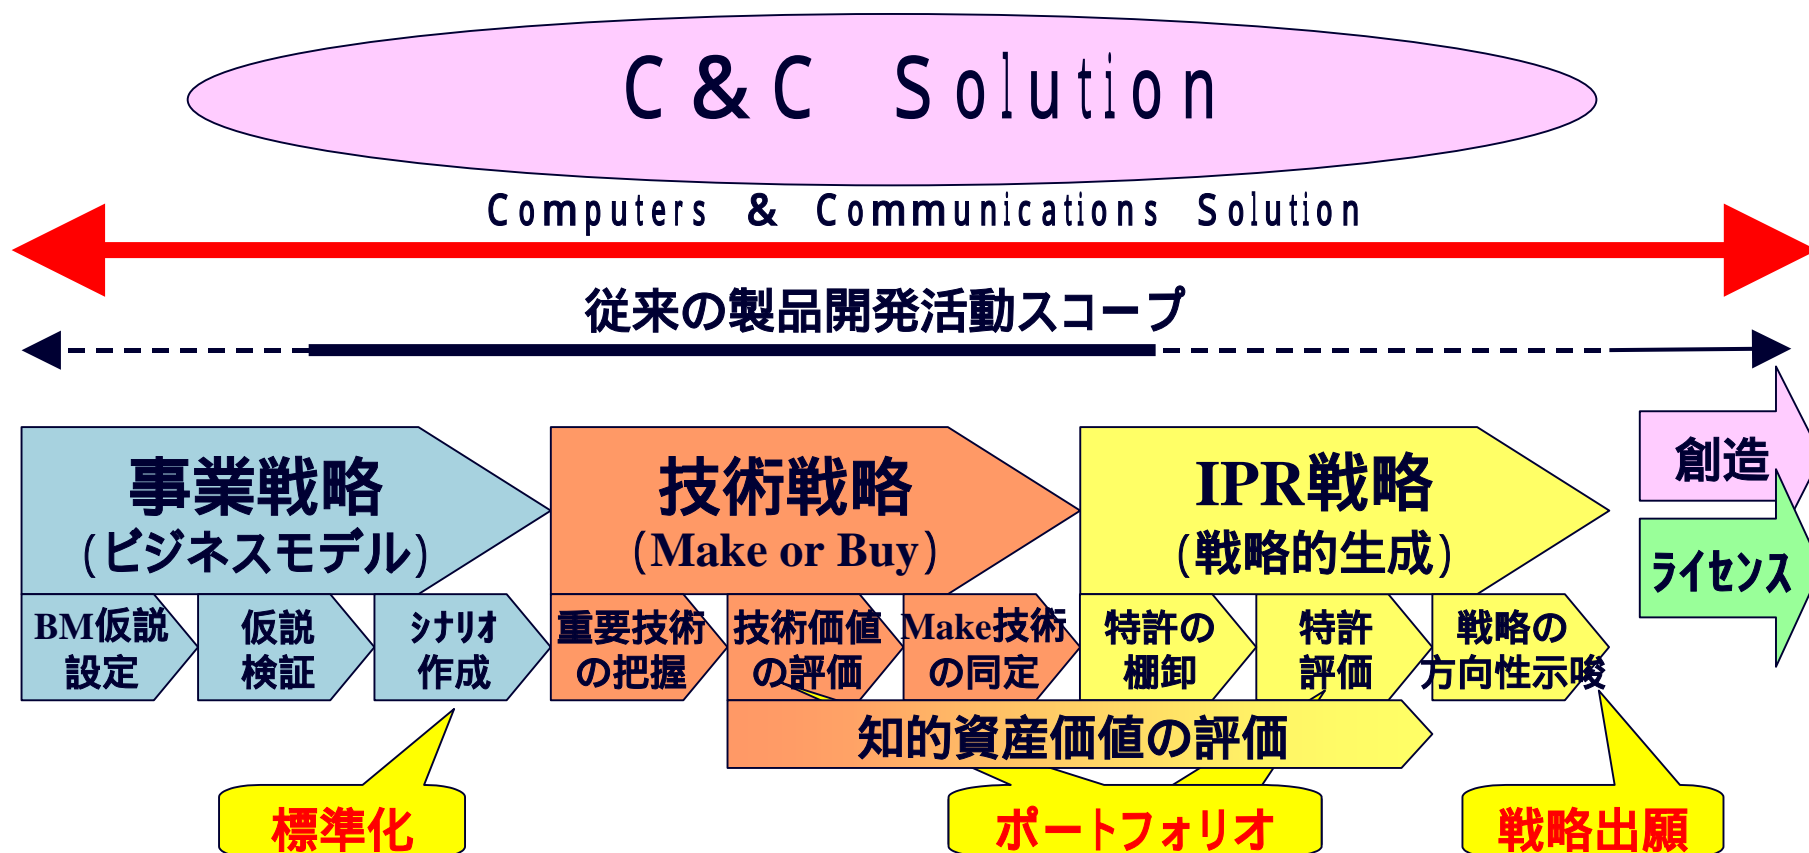 C&C Solution
Computers & Communications Solution
従来の製品開発活動スコープ
事業戦略
(ビジネスモデル)
技術戦略
(Make or Buy)
IPR戦略
(戦略的生成)
創造
ライセンス
BM仮説
設定
仮説
検証
シナリオ
作成
重要技術
の把握
技術価値
の評価
Make技術
の同定
特許の
棚卸
特許
評価
戦略の
方向性示唆
知的資産価値の評価
標準化
ポートフォリオ
戦略出願